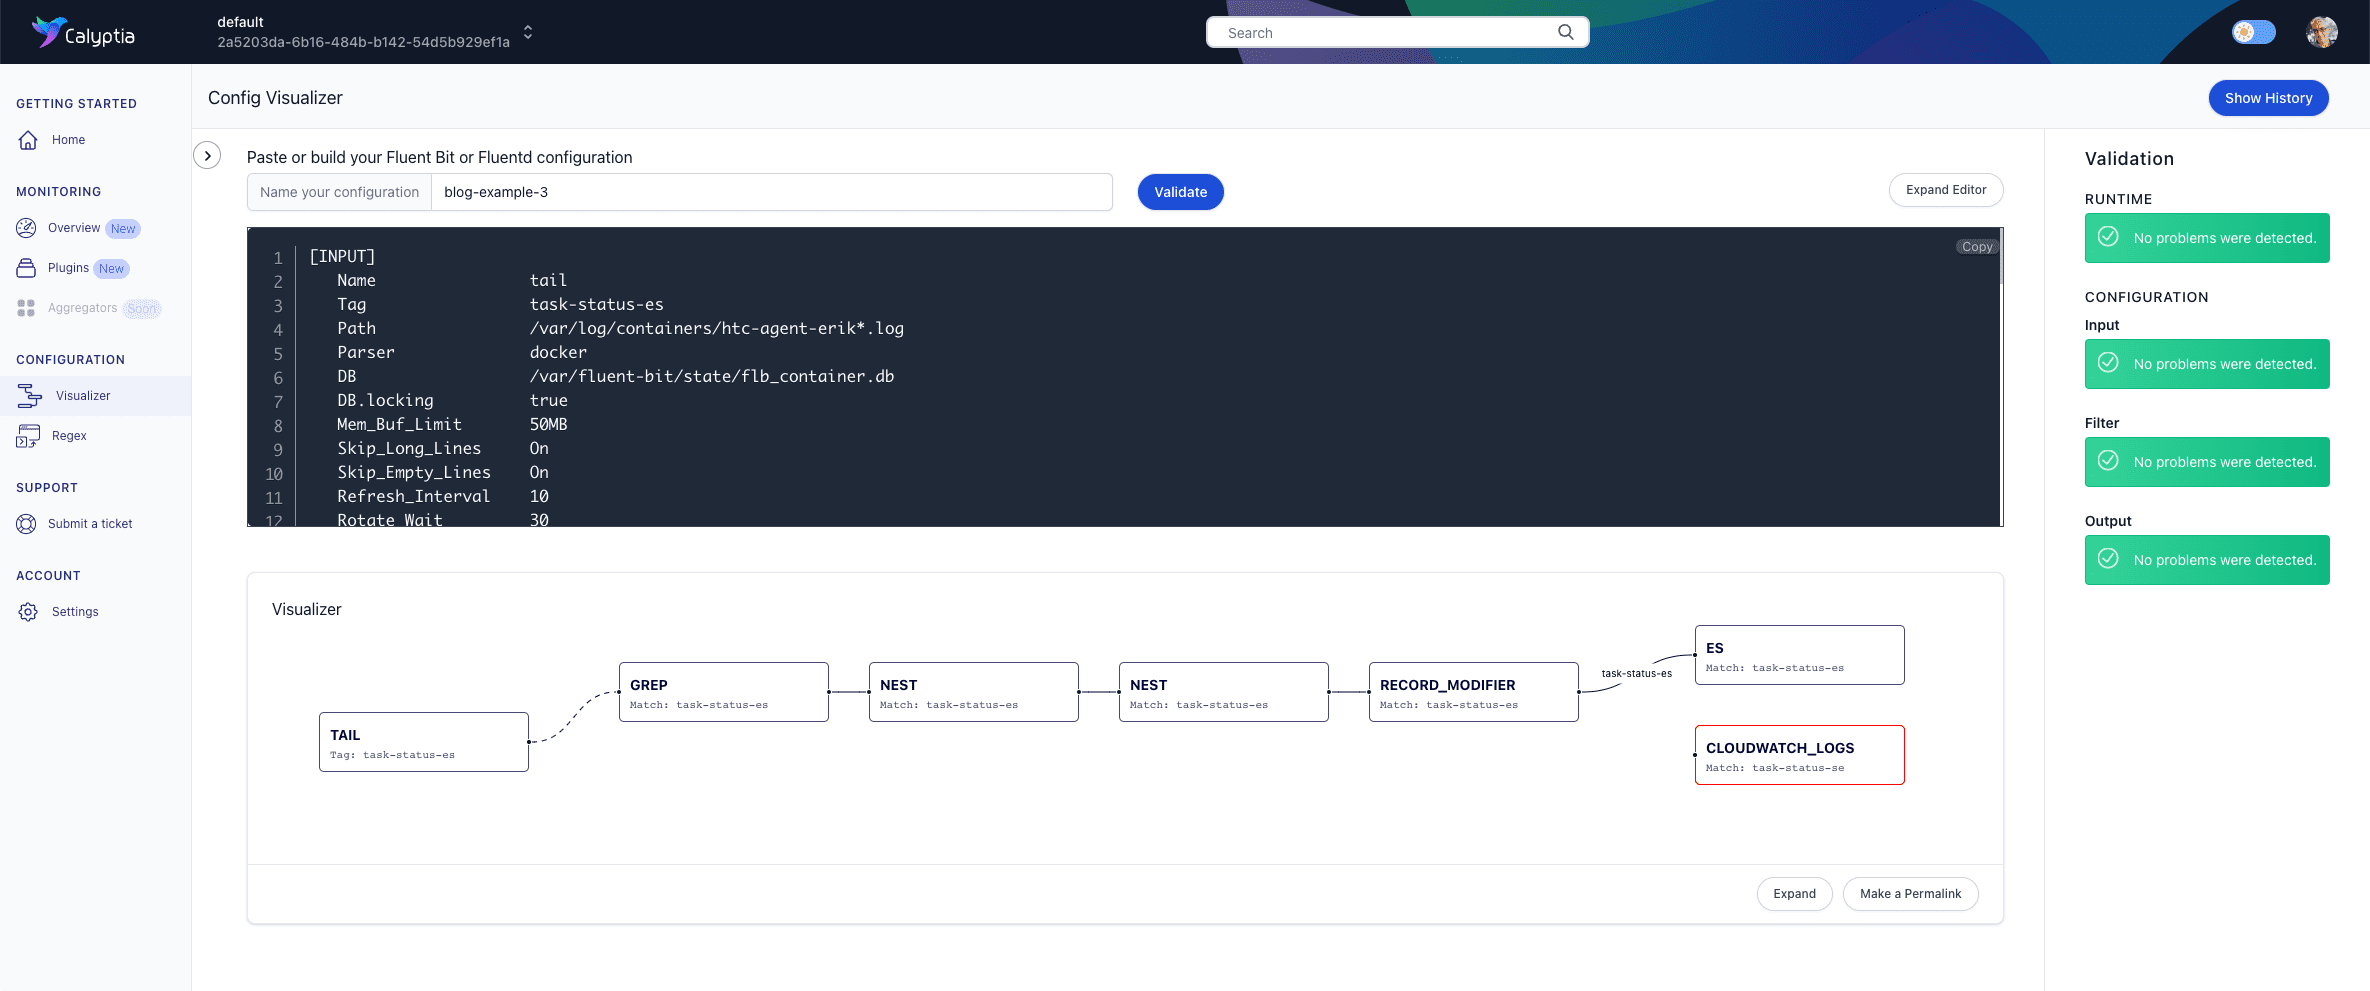 Calyptia
default
2a5203da-6b16-484b-b142-54d5b929ef1a
Search
GETTING STARTED
Home
MONITORING
Overview New
Plugins New
Aggregators Soon
CONFIGURATION
Visualizer
Regex
SUPPORT
Submit a ticket
ACCOUNT
Settings
Config Visualizer
Show History
Paste or build your Fluent Bit or Fluentd configuration
Name your configuration blog-example-3
Validate
Expand Editor
Copy
1 [INPUT]
2 Name tail
3 Tag task-status-es
4 Path /var/log/containers/htc-agent-erik*.log
5 Parser docker
6 DB /var/fluent-bit/state/flb_container.db
7 DB.locking true
8 Mem_Buf_Limit 50MB
9 Skip_Long_Lines On
10 Skip_Empty_Lines On
11 Refresh_Interval 10
12 Rotate_Wait 30
Visualizer
TAIL
Tag: task-status-es
GREP
Match: task-status-es
NEST
Match: task-status-es
NEST
Match: task-status-es
RECORD_MODIFIER
Match: task-status-es
task-status-es
ES
Match: task-status-es
CLOUDWATCH_LOGS
Match: task-status-se
Expand
Make a Permalink
Validation
RUNTIME
No problems were detected.
CONFIGURATION
Input
No problems were detected.
Filter
No problems were detected.
Output
No problems were detected.